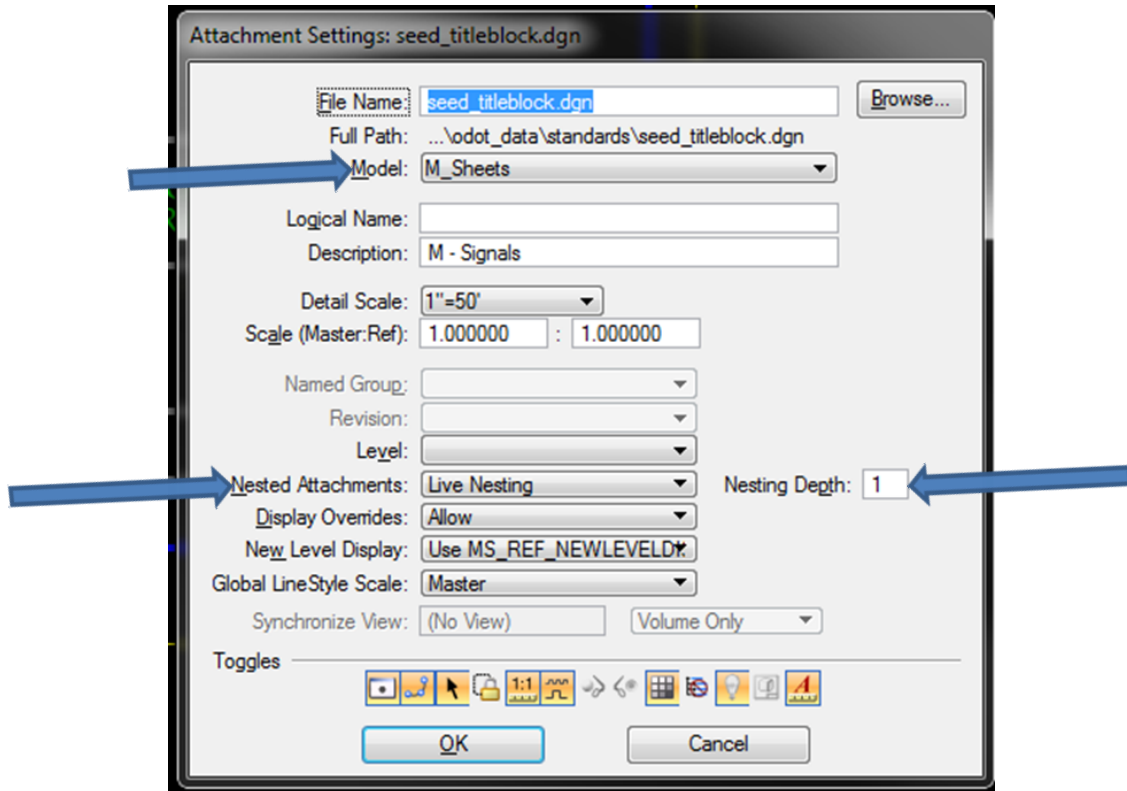 Attachment Settings: seed_titleblock.dgn
File Name: seed_titleblock.dgn Browse...
Full Path: ...\odot_data\standards\seed_titleblock.dgn
Model: M_Sheets
Logical Name:
Description: M - Signals
Detail Scale: 1"=50'
Scale (Master:Ref): 1.000000 : 1.000000
Named Group:
Revision:
Level:
Nested Attachments: Live Nesting Nesting Depth: 1
Display Overrides: Allow
New Level Display: Use MS_REF_NEWLEVELDI
Global LineStyle Scale: Master
Synchronize View: (No View) Volume Only
Toggles
1:1 A
OK Cancel